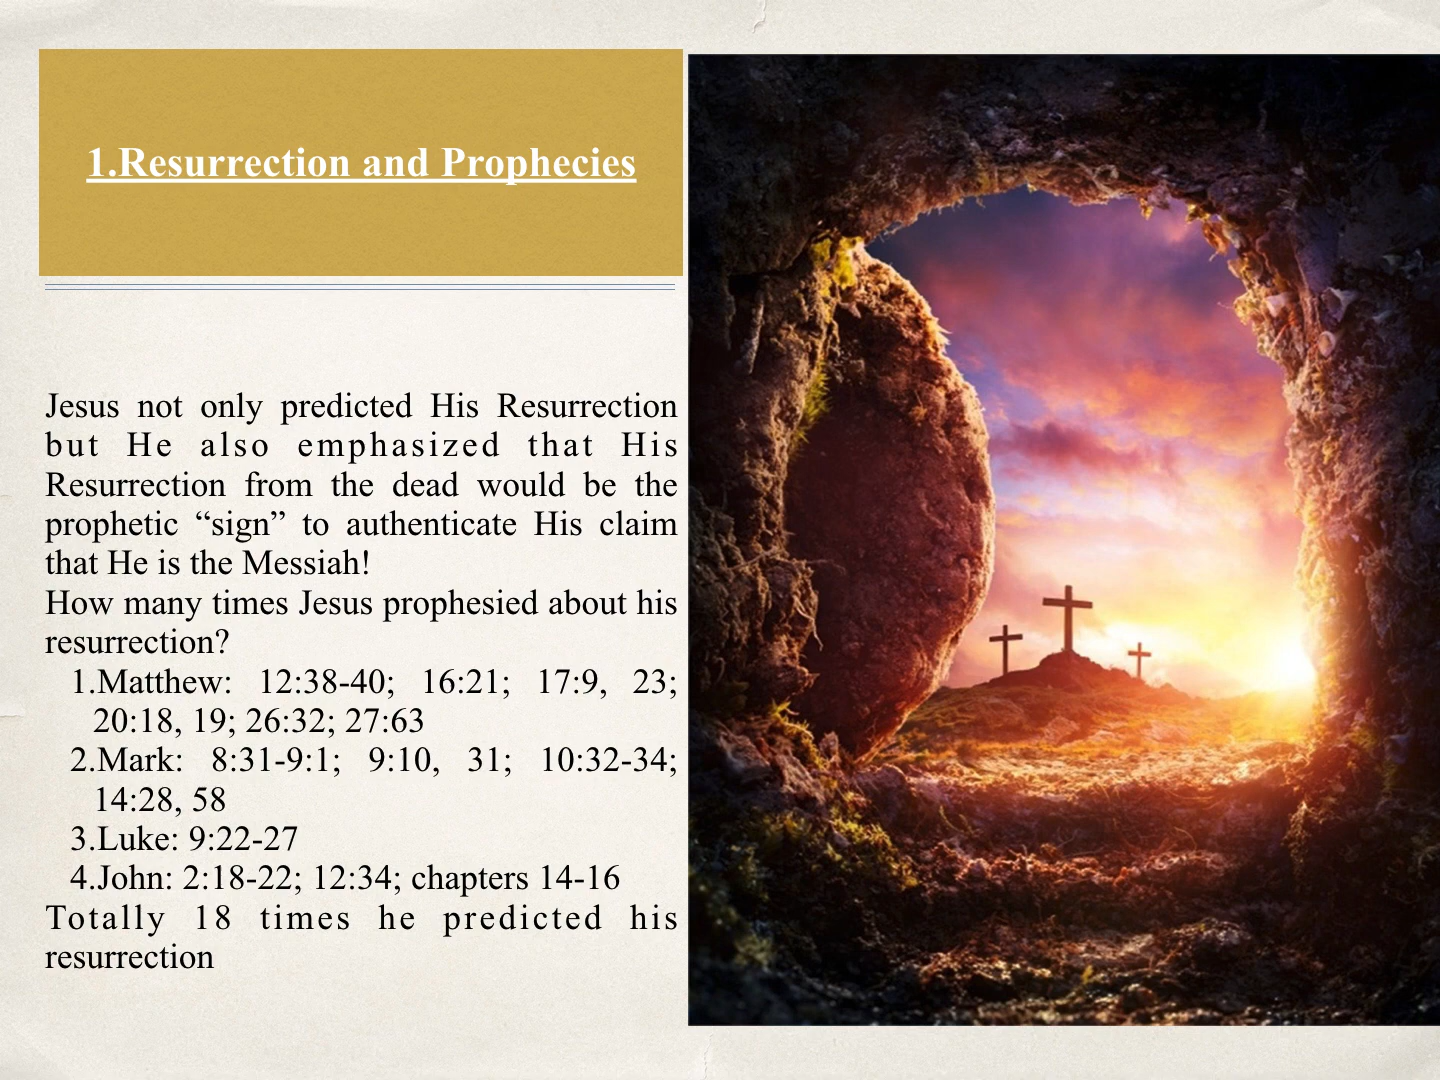 1.Resurrection and Prophecies
Jesus not only predicted His Resurrection
but He also emphasized that His
Resurrection from the dead would be the
prophetic “sign” to authenticate His claim
that He is the Messiah!
How many times Jesus prophesied about his
resurrection?
1.Matthew: 12:38-40; 16:21; 17:9, 23;
20:18, 19; 26:32; 27:63
2.Mark: 8:31-9:1; 9:10, 31; 10:32-34;
14:28, 58
3.Luke: 9:22-27
4.John: 2:18-22; 12:34; chapters 14-16
Totally 18 times he predicted his
resurrection